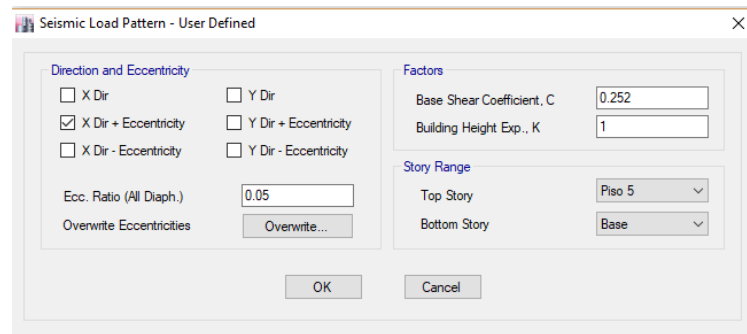 Seismic Load Pattern - User Defined
Direction and Eccentricity
X Dir
Y Dir
X Dir + Eccentricity
Y Dir + Eccentricity
X Dir - Eccentricity
Y Dir - Eccentricity
Ecc. Ratio (All Diaph.)
0.05
Overwrite Eccentricities
Overwrite...
Factors
Base Shear Coefficient, C
0.252
Building Height Exp., K
1
Story Range
Top Story
Piso 5
Bottom Story
Base
OK
Cancel